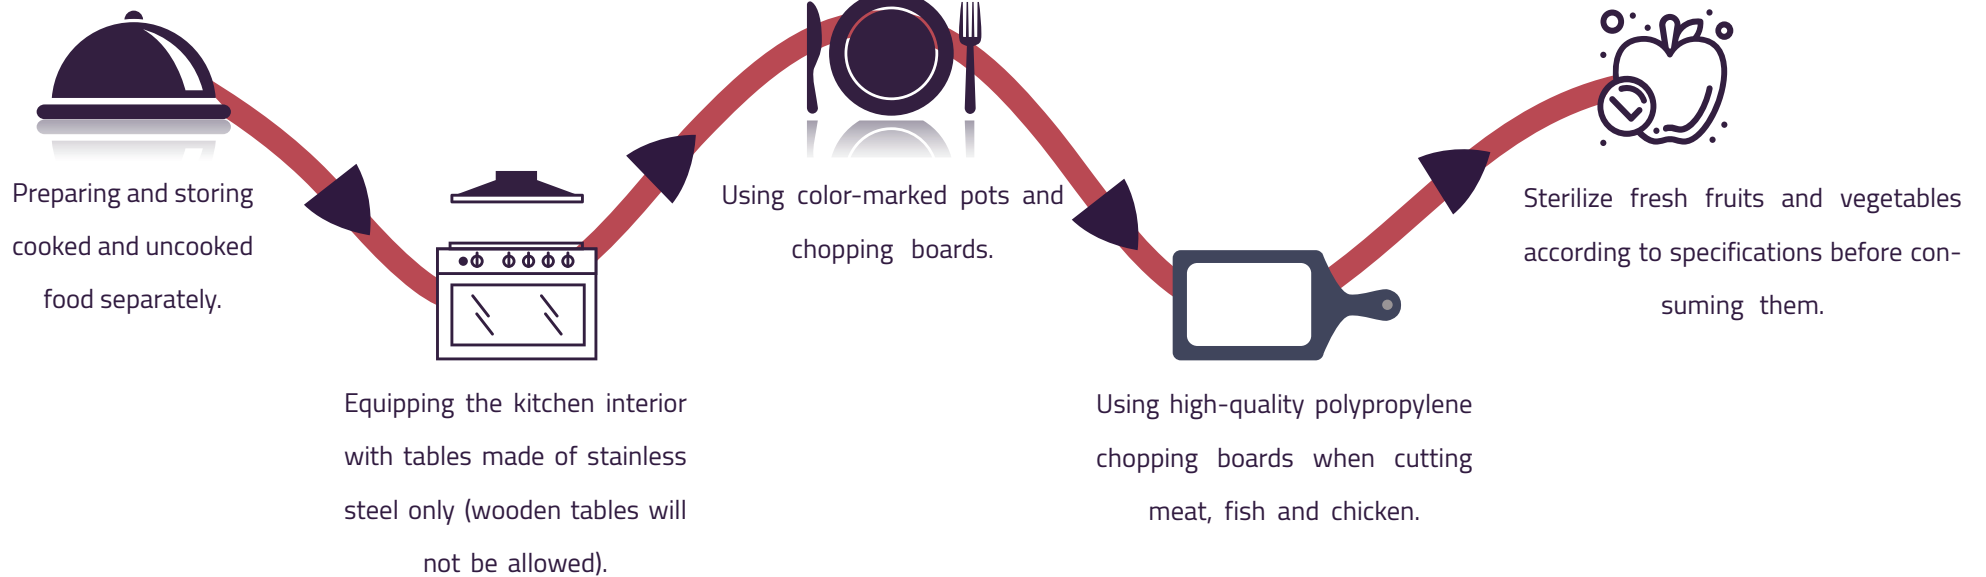 Preparing and storing
cooked and uncooked
food separately.
Equipping the kitchen interior
with tables made of stainless
steel only (wooden tables will
not be allowed).
Using color-marked pots and
chopping boards.
Using high-quality polypropylene
chopping boards when cutting
meat, fish and chicken.
Sterilize fresh fruits and vegetables
according to specifications before con-
suming them.